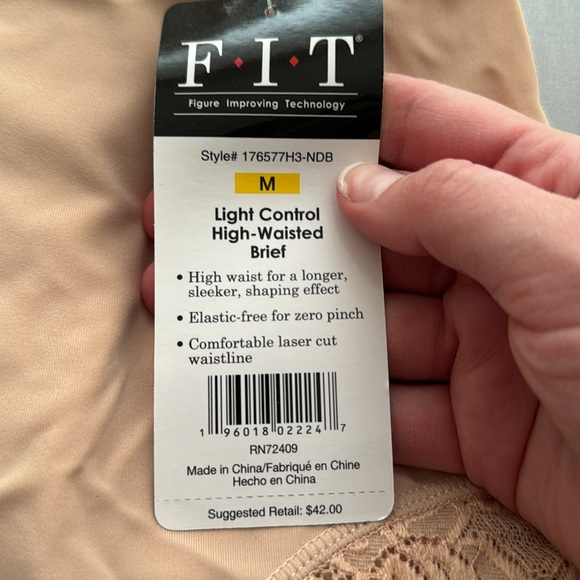 F•I•T®
Figure Improving Technology
Style# 176577H3-NDB
M
Light Control
High-Waisted
Brief
• High waist for a longer,
sleeker, shaping effect
• Elastic-free for zero pinch
• Comfortable laser cut
waistline
1 96018 02224 7
RN72409
Made in China/Fabriqué en Chine
Hecho en China
Suggested Retail: $42.00